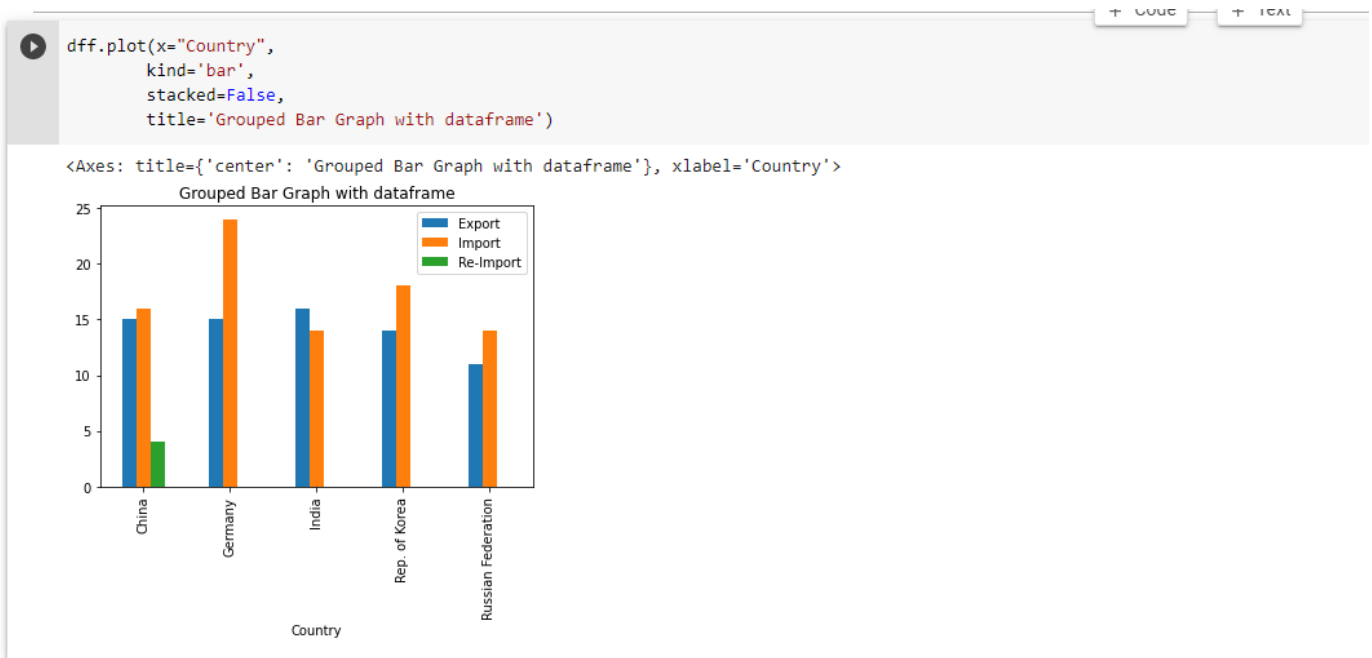 + Code + Text
dff.plot(x="Country",
kind='bar',
stacked=False,
title='Grouped Bar Graph with dataframe')
<Axes: title={'center': 'Grouped Bar Graph with dataframe'}, xlabel='Country'>
Grouped Bar Graph with dataframe
25
20
15
10
5
0
Export
Import
Re-Import
China
Germany
India
Rep. of Korea
Russian Federation
Country